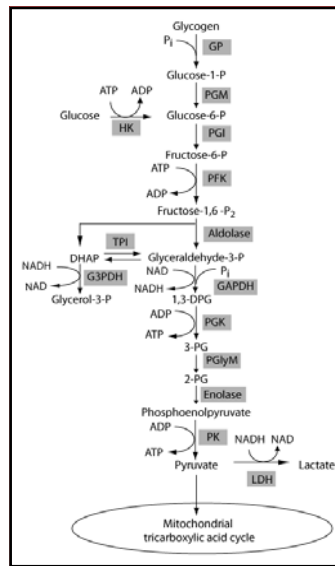 Glycogen
Pi
GP
Glucose-1-P
ATP ADP
PGM
Glucose
Glucose-6-P
HK
PGI
Fructose-6-P
ATP
PFK
ADP
Fructose-1,6-P2
Aldolase
TPI
DHAP
Glyceraldehyde-3-P
NADH
NAD
Pi
G3PDH
GAPDH
NAD
NADH
Glycerol-3-P
1,3-DPG
ADP
PGK
ATP
3-PG
PGlyM
2-PG
Enolase
Phosphoenolpyruvate
ADP
PK
NADH NAD
ATP
Pyruvate
Lactate
LDH
Mitochondrial
tricarboxylic acid cycle